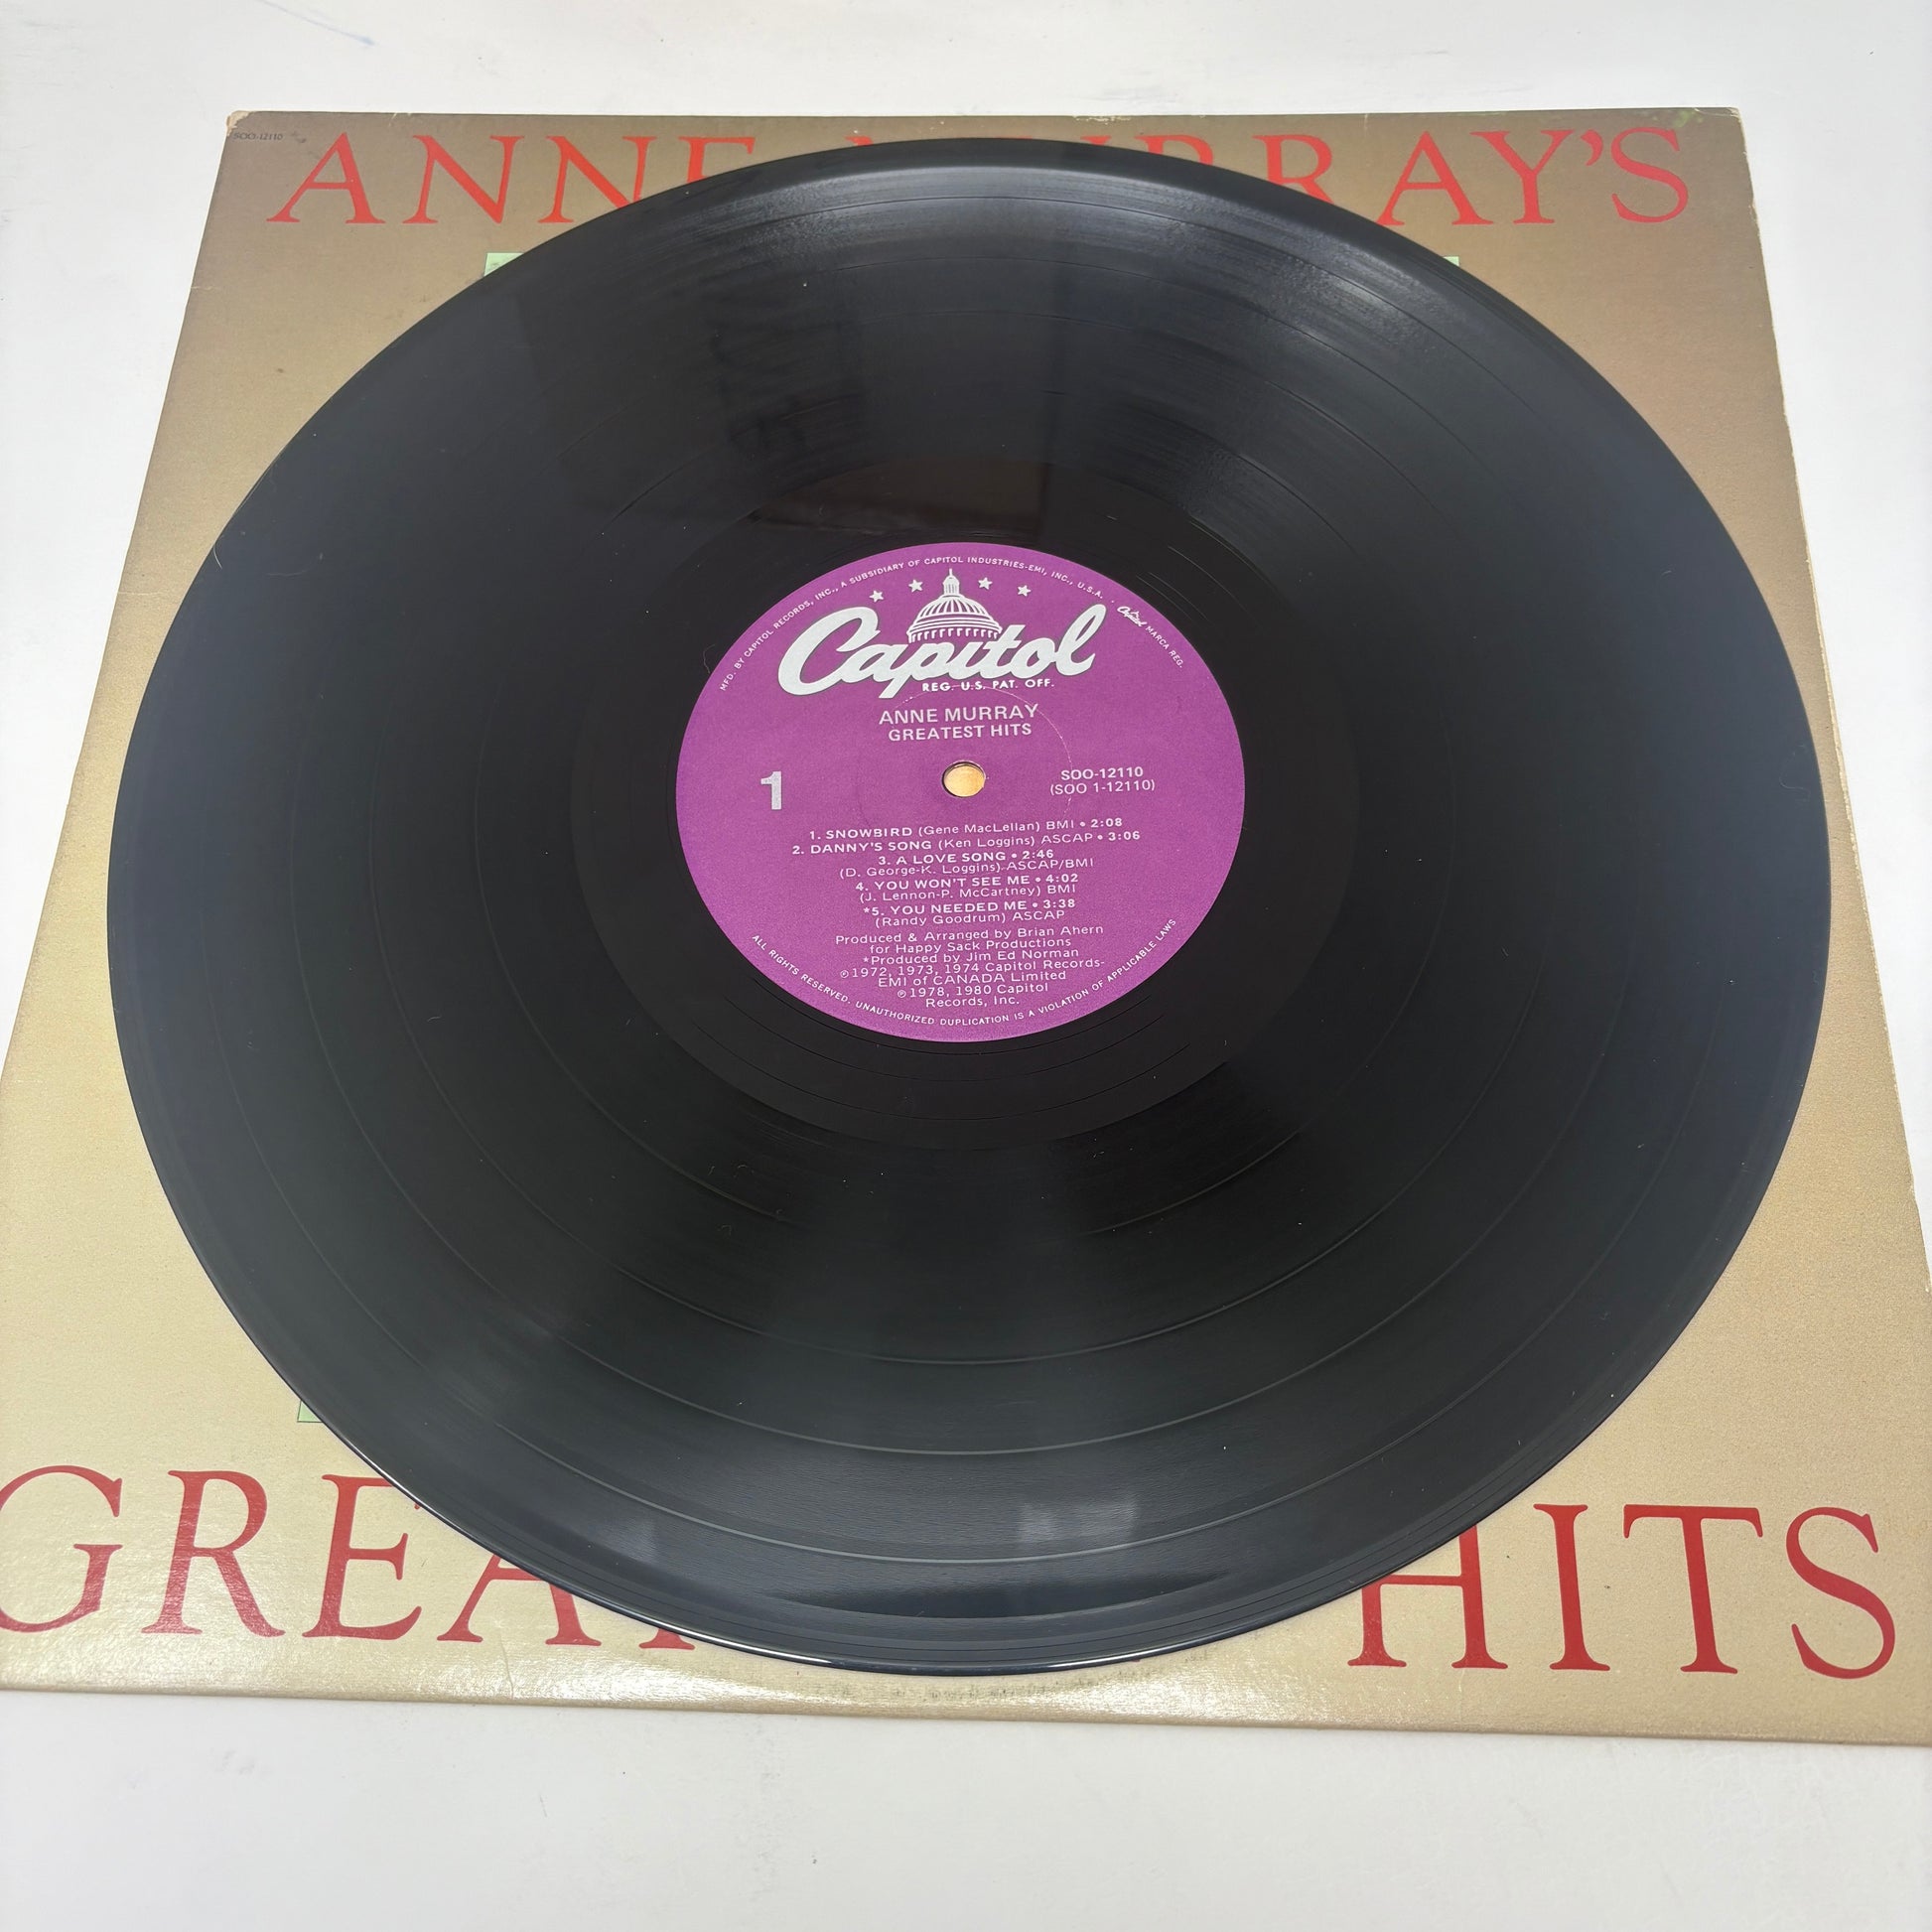 SOO-12110
ANNE MURRAY'S
MFD. BY CAPITOL RECORDS, INC., A SUBSIDIARY OF CAPITOL INDUSTRIES-EMI, INC., U.S.A. · Capitol MARCA REG.
Capitol
REG. U.S. PAT. OFF.
ANNE MURRAY
GREATEST HITS
1
SOO-12110
(SOO 1-12110)
1. SNOWBIRD (Gene MacLellan) BMI • 2:08
2. DANNY'S SONG (Ken Loggins) ASCAP • 3:06
3. A LOVE SONG • 2:46
(D. George-K. Loggins) ASCAP/BMI
4. YOU WON'T SEE ME • 4:02
(J. Lennon-P. McCartney) BMI
*5. YOU NEEDED ME • 3:38
(Randy Goodrum) ASCAP
Produced & Arranged by Brian Ahern
for Happy Sack Productions
*Produced by Jim Ed Norman
℗1972, 1973, 1974 Capitol Records-
EMI of CANADA Limited
℗1978, 1980 Capitol
Records, Inc.
ALL RIGHTS RESERVED. UNAUTHORIZED DUPLICATION IS A VIOLATION OF APPLICABLE LAWS
GREAT HITS